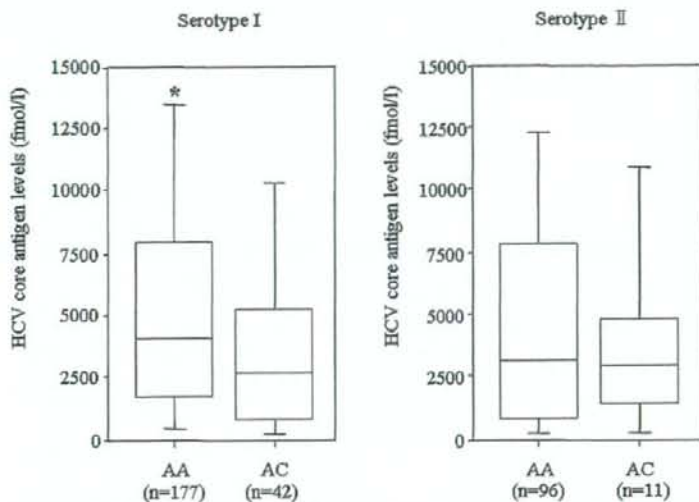 Serotype I
HCV core antigen levels (fmol/l)
15000
12500
10000
7500
5000
2500
0
*
AA
(n=177)
AC
(n=42)
Serotype Ⅱ
HCV core antigen levels (fmol/l)
15000
12500
10000
7500
5000
2500
0
AA
(n=96)
AC
(n=11)